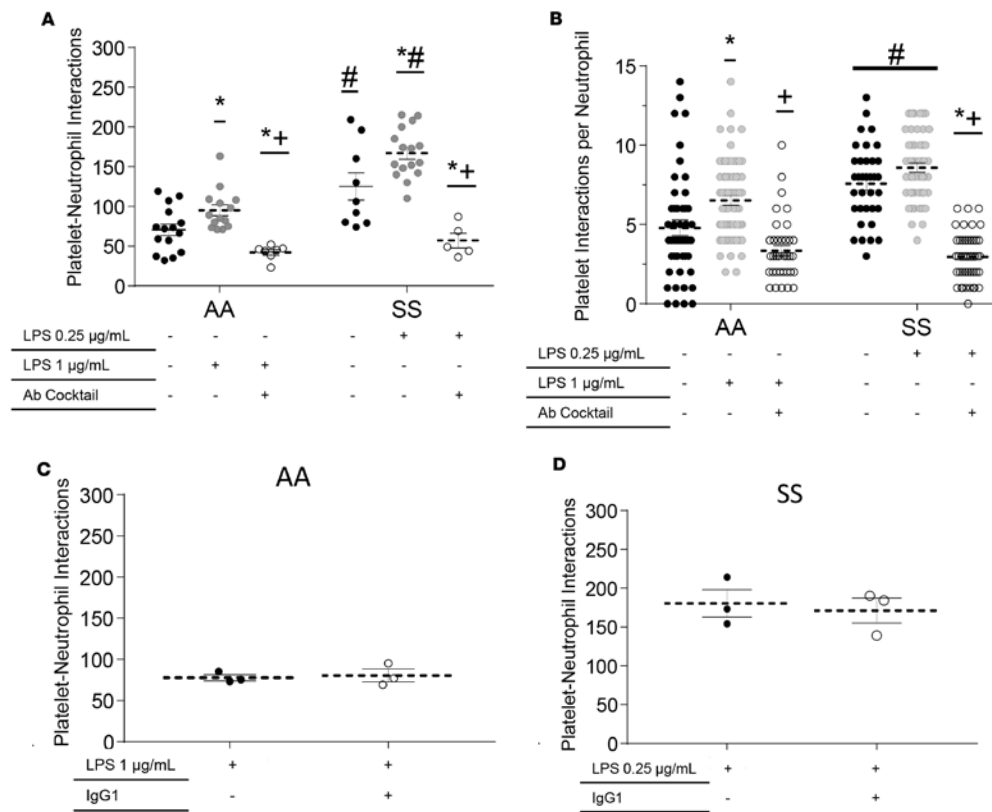 A
Platelet-Neutrophil Interactions
300
250
200
150
100
50
0
*
*+
#
*#
*+
AA SS
LPS 0.25 µg/mL - - - - + +
LPS 1 µg/mL - + + - - -
Ab Cocktail - - + - - +
B
Platelet Interactions per Neutrophil
15
10
5
0
*
+
#
*+
AA SS
LPS 0.25 µg/mL - - - - + +
LPS 1 µg/mL - + + - - -
Ab Cocktail - - + - - +
C
AA
Platelet-Neutrophil Interactions
300
250
200
150
100
50
0
LPS 1 µg/mL + +
IgG1 - +
D
SS
Platelet-Neutrophil Interactions
300
250
200
150
100
50
0
LPS 0.25 µg/mL + +
IgG1 - +